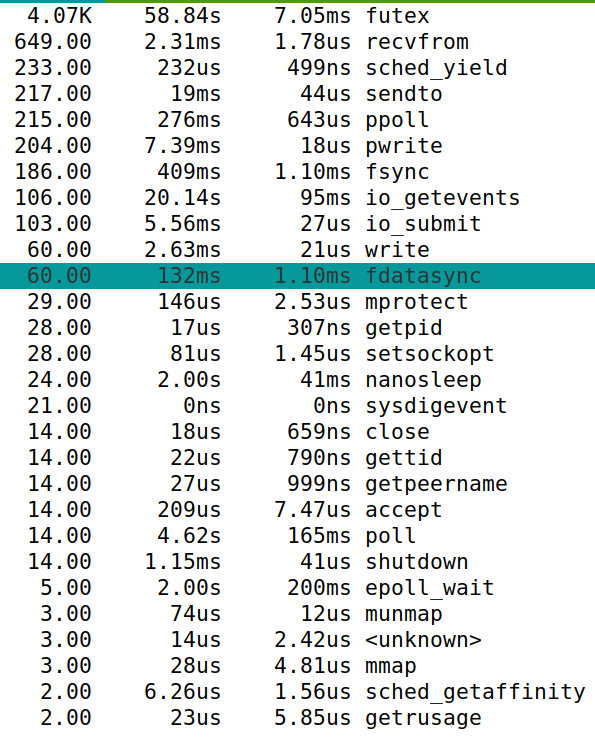 4.07K 58.84s 7.05ms futex
649.00 2.31ms 1.78us recvfrom
233.00 232us 499ns sched_yield
217.00 19ms 44us sendto
215.00 276ms 643us ppoll
204.00 7.39ms 18us pwrite
186.00 409ms 1.10ms fsync
106.00 20.14s 95ms io_getevents
103.00 5.56ms 27us io_submit
60.00 2.63ms 21us write
60.00 132ms 1.10ms fdatasync
29.00 146us 2.53us mprotect
28.00 17us 307ns getpid
28.00 81us 1.45us setsockopt
24.00 2.00s 41ms nanosleep
21.00 0ns 0ns sysdigevent
14.00 18us 659ns close
14.00 22us 790ns gettid
14.00 27us 999ns getpeername
14.00 209us 7.47us accept
14.00 4.62s 165ms poll
14.00 1.15ms 41us shutdown
5.00 2.00s 200ms epoll_wait
3.00 74us 12us munmap
3.00 14us 2.42us <unknown>
3.00 28us 4.81us mmap
2.00 6.26us 1.56us sched_getaffinity
2.00 23us 5.85us getrusage